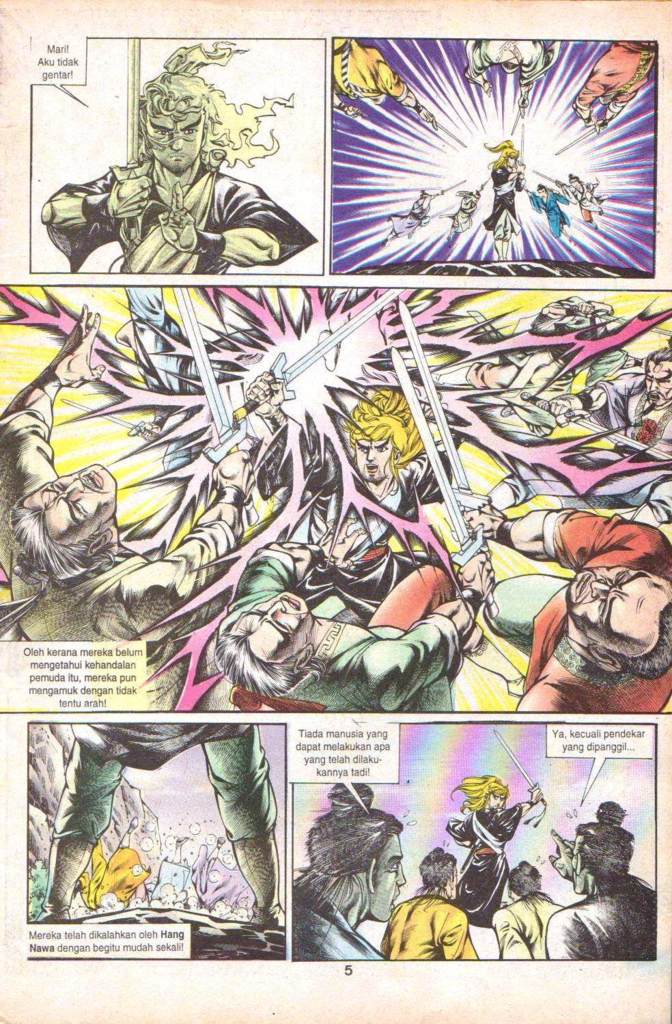 Mari!
Aku tidak
gentar!
Oleh kerana mereka belum
mengetahui kehandalan
pemuda itu, mereka pun
mengamuk dengan tidak
tentu arah!
Mereka telah dikalahkan oleh Hang
Nawa dengan begitu mudah sekali!
Tiada manusia yang
dapat melakukan apa
yang telah dilaku-
kannya tadi!
Ya, kecuali pendekar
yang dipanggil...
5